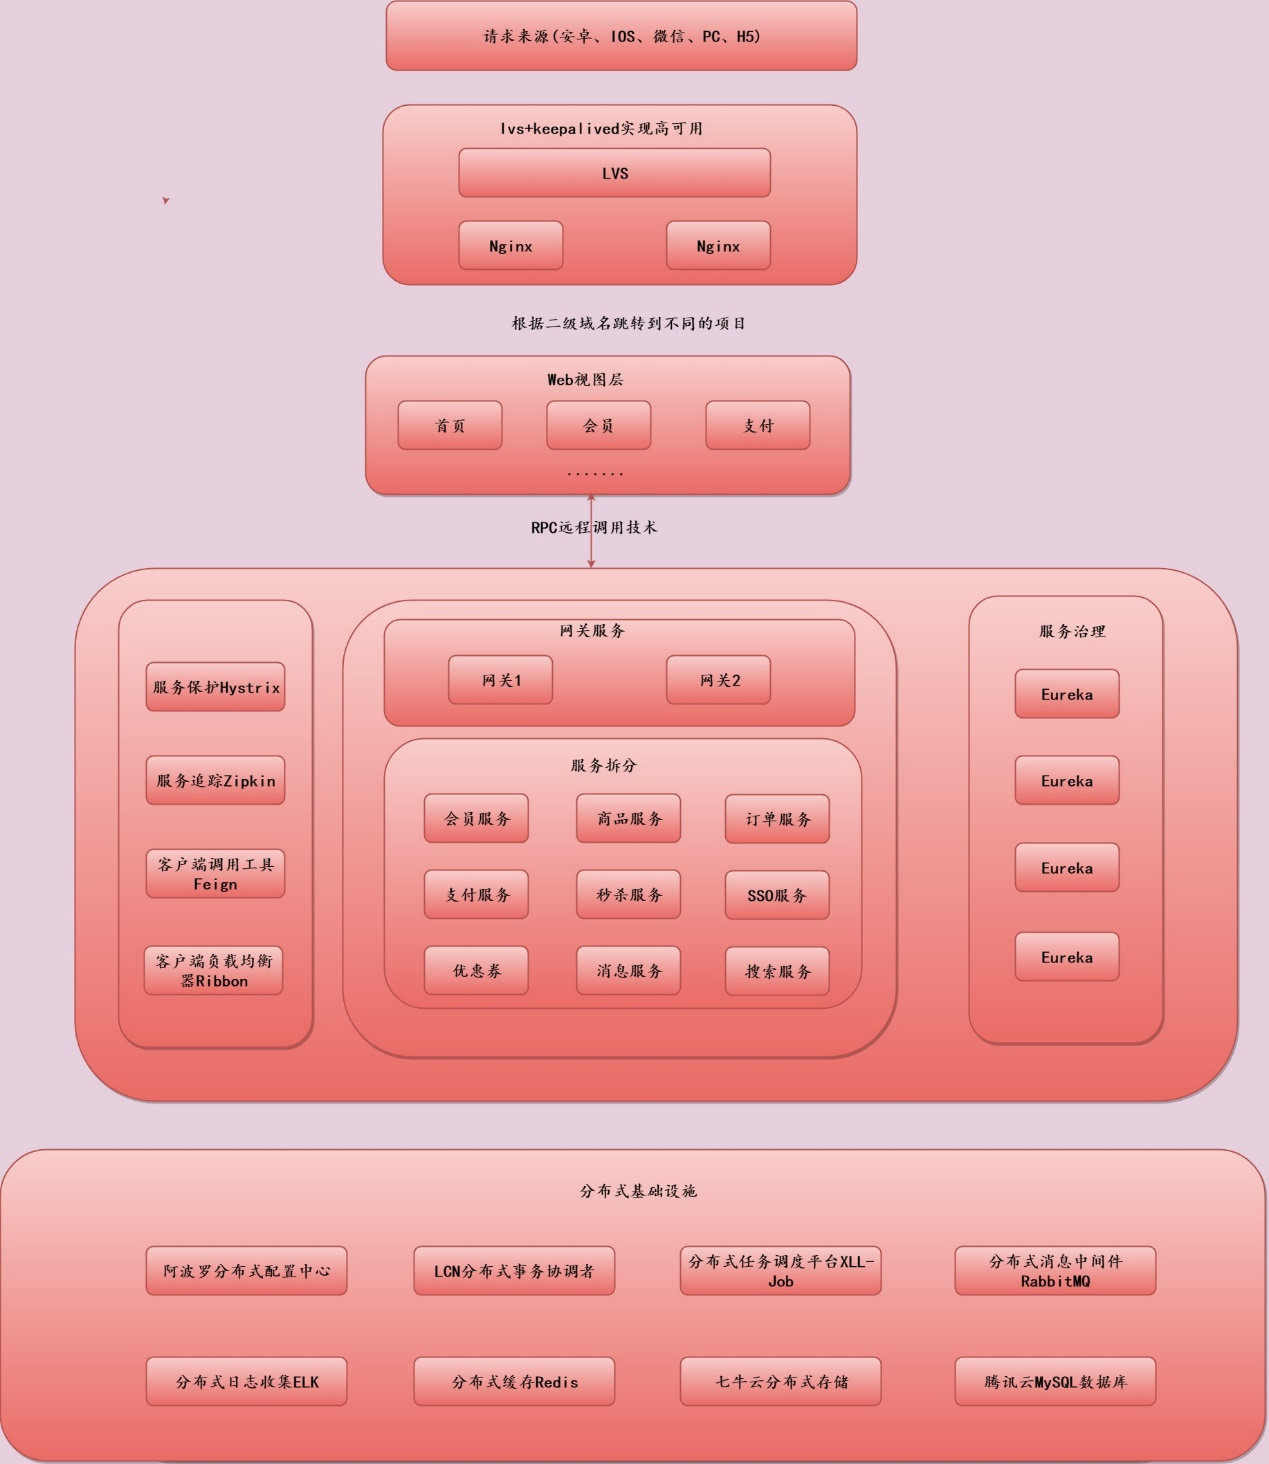 请求来源(安卓、IOS、微信、PC、H5)
lvs+keepalived实现高可用
LVS
Nginx
Nginx
根据二级域名跳转到不同的项目
Web视图层
首页
会员
支付
.......
RPC远程调用技术
服务保护Hystrix
服务追踪Zipkin
客户端调用工具
Feign
客户端负载均衡
器Ribbon
网关服务
网关1
网关2
服务拆分
会员服务
商品服务
订单服务
支付服务
秒杀服务
SSO服务
优惠券
消息服务
搜索服务
服务治理
Eureka
Eureka
Eureka
Eureka
分布式基础设施
阿波罗分布式配置中心
LCN分布式事务协调者
分布式任务调度平台XLL-
Job
分布式消息中间件
RabbitMQ
分布式日志收集ELK
分布式缓存Redis
七牛云分布式存储
腾讯云MySQL数据库